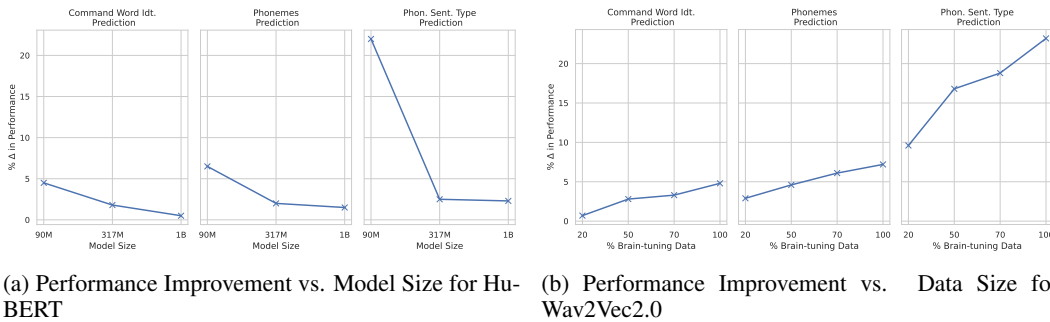 Command Word Idt.
Prediction
Phonemes
Prediction
Phon. Sent. Type
Prediction
% Δ in Performance
20
15
10
5
0
90M 317M 1B
Model Size
90M 317M 1B
Model Size
90M 317M 1B
Model Size
(a) Performance Improvement vs. Model Size for Hu-
BERT
Command Word Idt.
Prediction
Phonemes
Prediction
Phon. Sent. Type
Prediction
% Δ in Performance
20
15
10
5
0
20 50 70 100
% Brain-tuning Data
20 50 70 100
% Brain-tuning Data
20 50 70 100
% Brain-tuning Data
(b) Performance Improvement vs. Data Size fo
Wav2Vec2.0